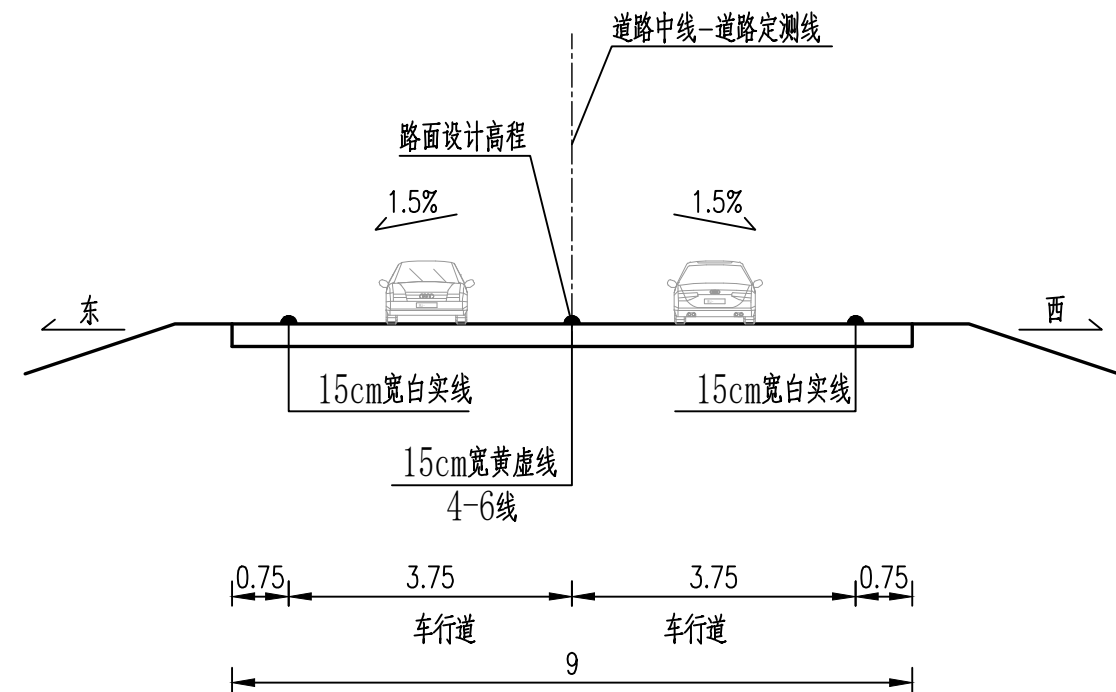 道路中线-道路定测线
路面设计高程
1.5%
1.5%
东
西
15cm宽白实线
15cm宽白实线
15cm宽黄虚线
4-6线
0.75
3.75
3.75
0.75
车行道
车行道
9